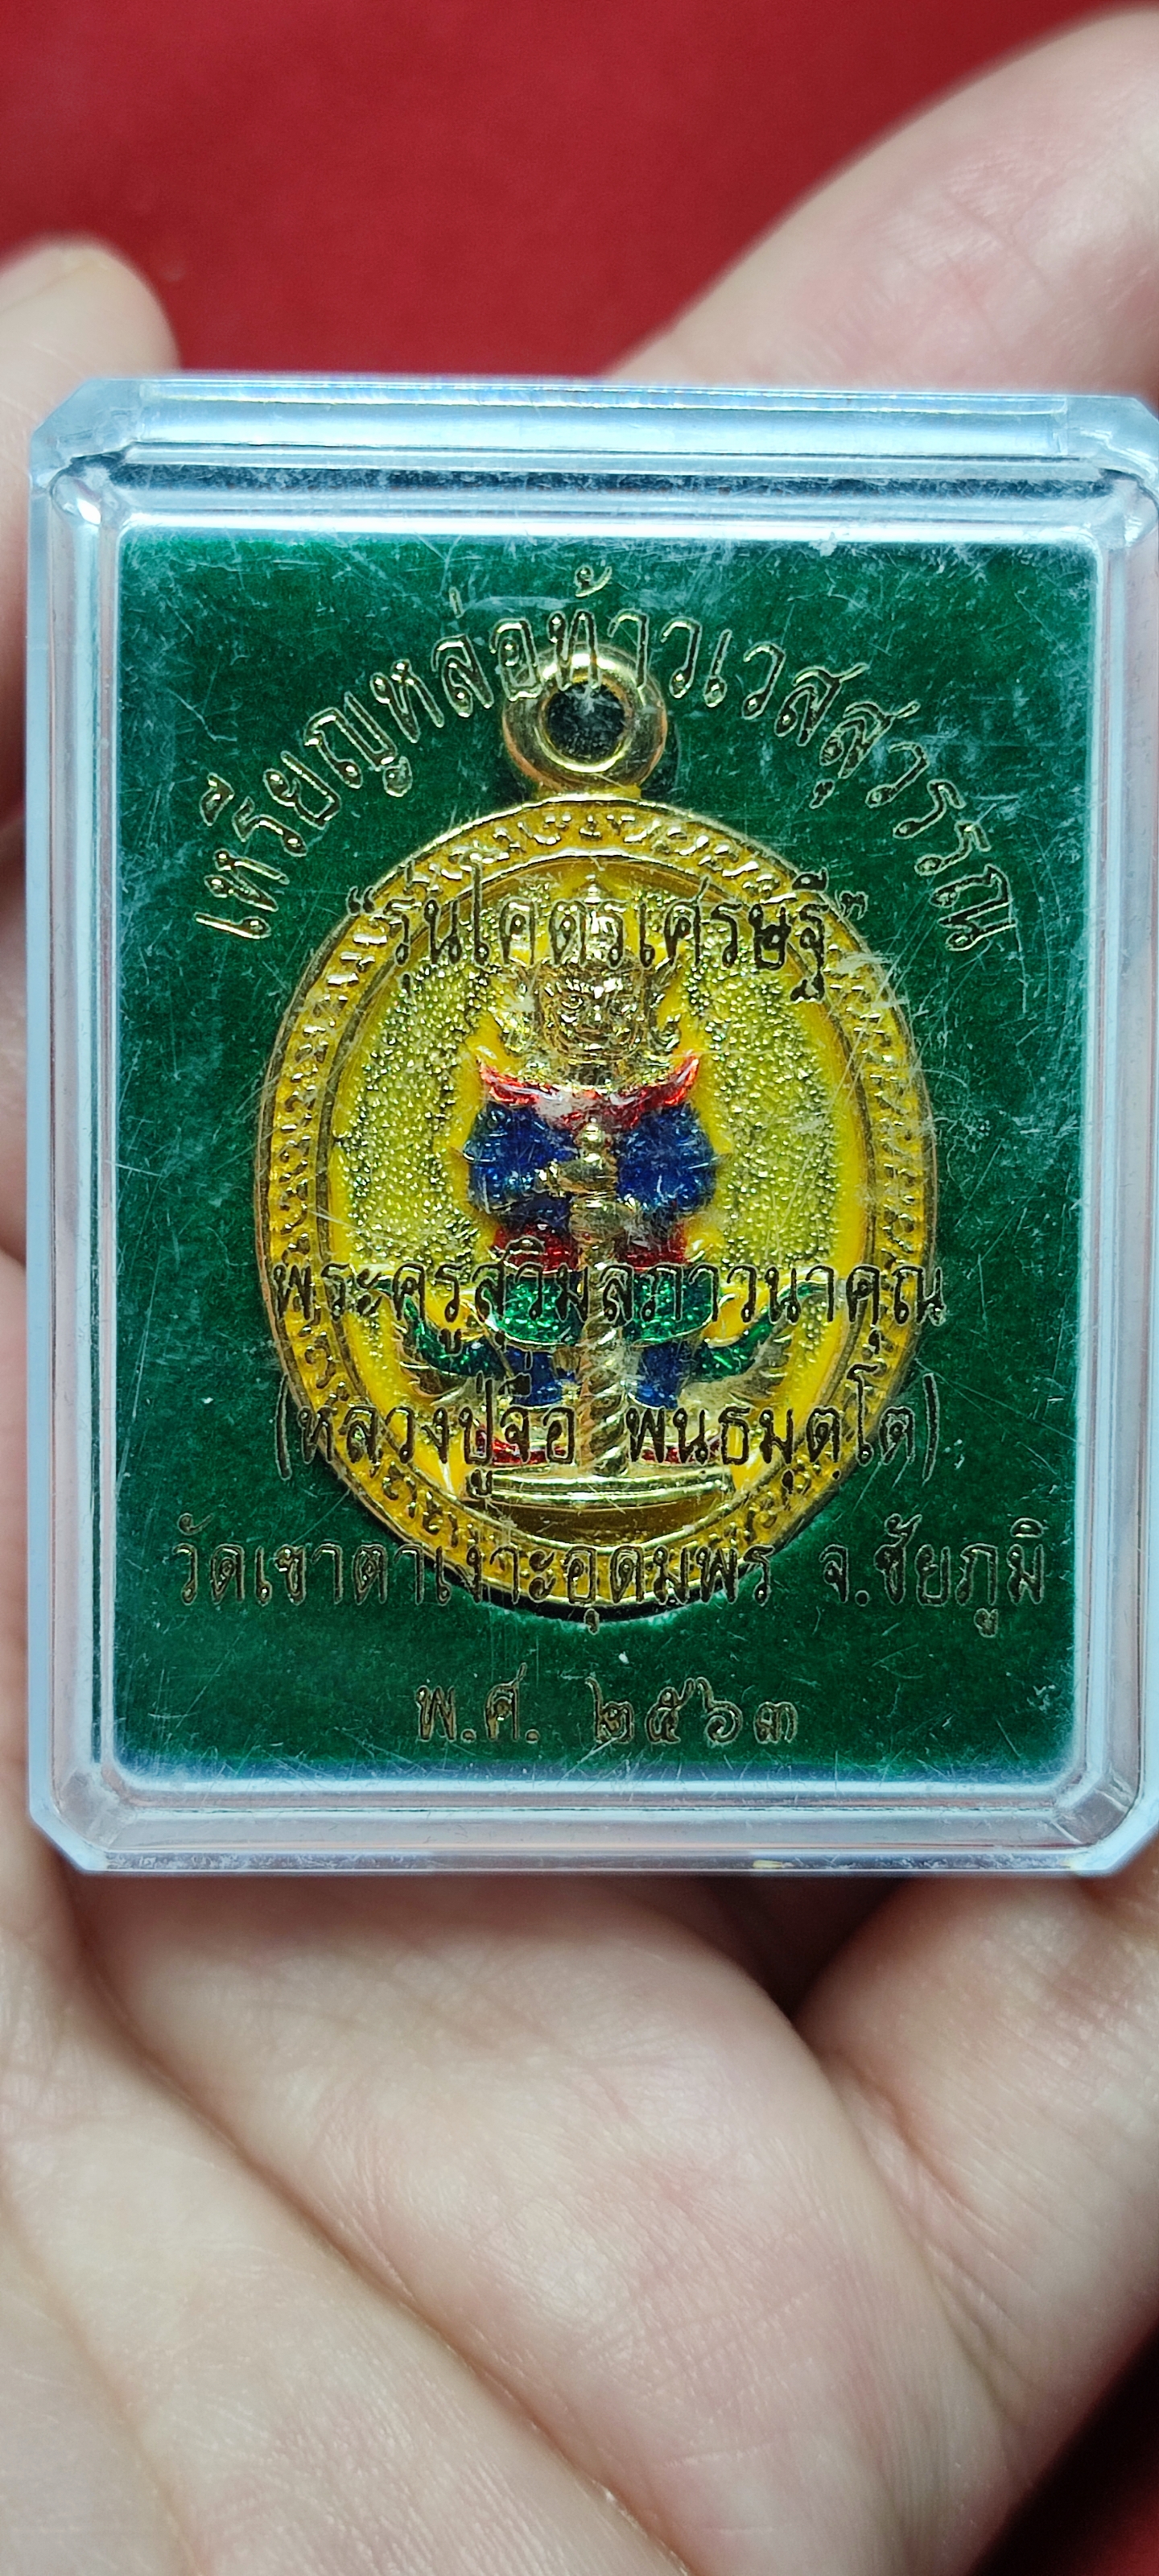 เหรียญหล่อท้าวเวสสุวรรณ
"รุ่นโคตรเศรษฐี"
พระครูสุวิมลภาวนาคุณ
(หลวงปู่จื่อ พนฺธมุตฺโต)
วัดเขาตาเงาะอุดมพร จ.ชัยภูมิ
พ.ศ. ๒๕๖๓